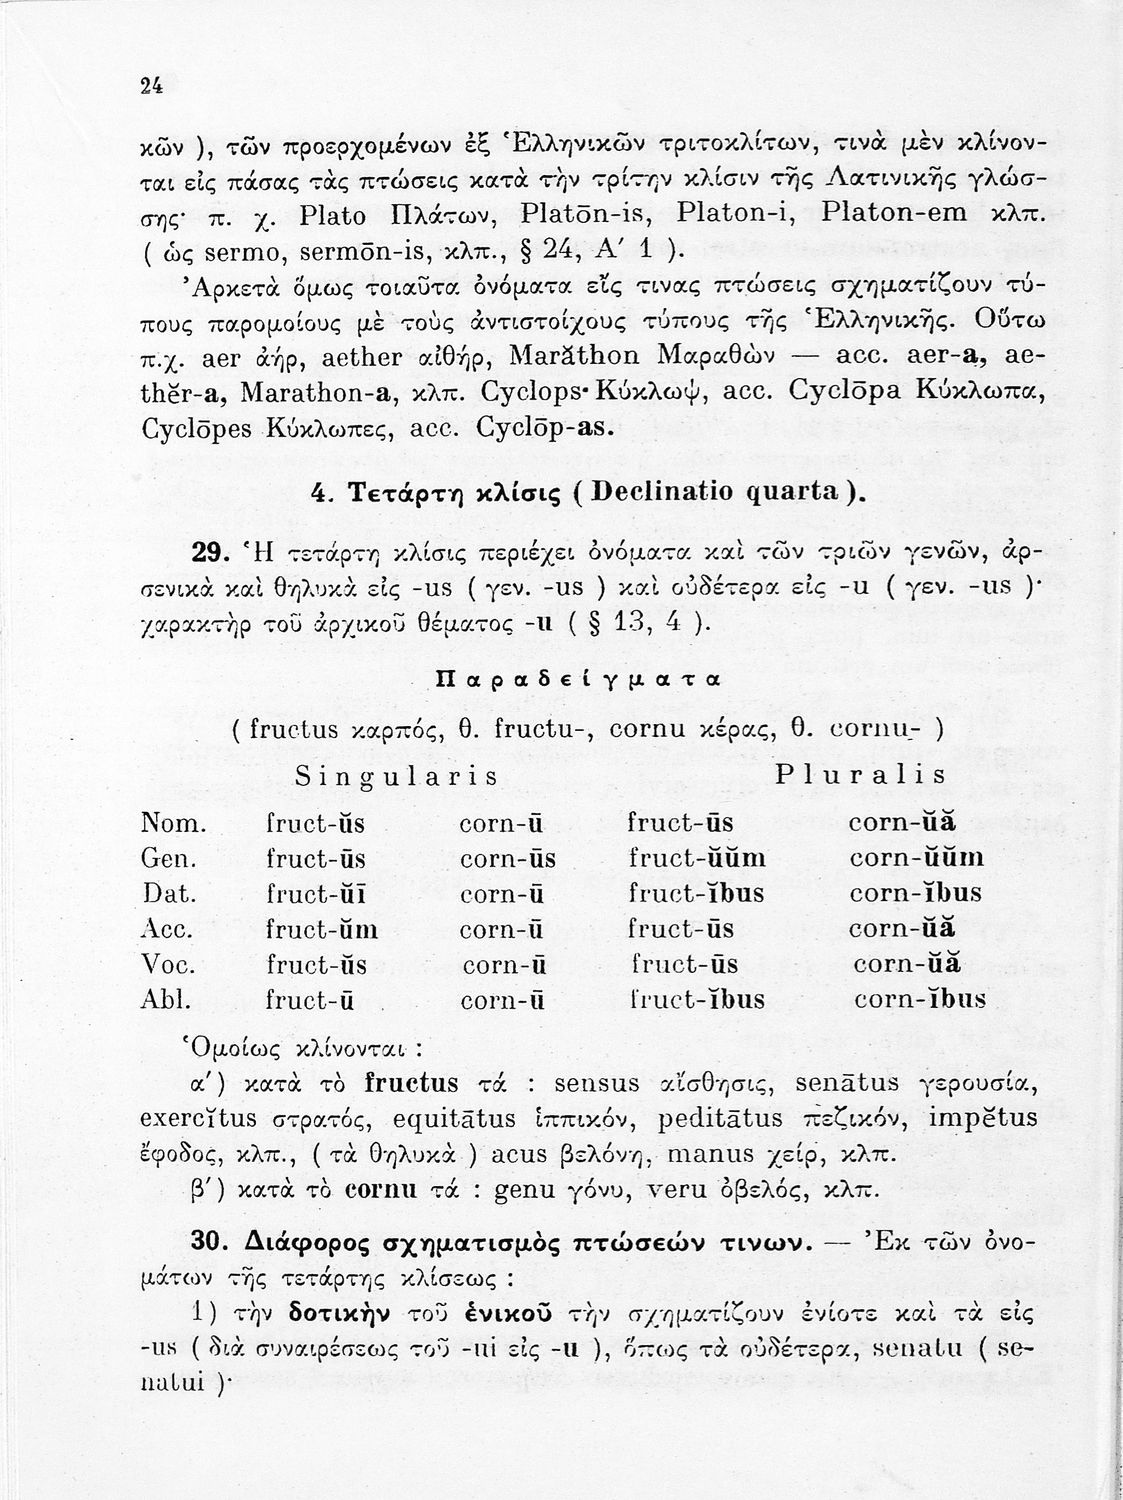 24
κῶν ), τῶν προερχομένων ἐξ Ἑλληνικῶν τριτοκλίτων, τινὰ μὲν κλίνον-
ται εἰς πάσας τὰς πτώσεις κατὰ τὴν τρίτην κλίσιν τῆς Λατινικῆς γλώσ-
σης· π. χ. Plato Πλάτων, Platōn-is, Platon-i, Platon-em κλπ.
( ὡς sermo, sermōn-is, κλπ., § 24, Α′ 1 ).
Ἀρκετὰ ὅμως τοιαῦτα ὀνόματα εἴς τινας πτώσεις σχηματίζουν τύ-
πους παρομοίους μὲ τοὺς ἀντιστοίχους τύπους τῆς Ἑλληνικῆς. Οὕτω
π.χ. aer ἀήρ, aether αἰθήρ, Marăthon Μαραθὼν — acc. aer-a, ae-
thĕr-a, Marathon-a, κλπ. Cyclops· Κύκλωψ, acc. Cyclōpa Κύκλωπα,
Cyclōpes Κύκλωπες, acc. Cyclōp-as.
4. Τετάρτη κλίσις ( Declinatio quarta ).
29. Ἡ τετάρτη κλίσις περιέχει ὀνόματα καὶ τῶν τριῶν γενῶν, ἀρ-
σενικὰ καὶ θηλυκὰ εἰς -us ( γεν. -us ) καὶ οὐδέτερα εἰς -u ( γεν. -us )·
χαρακτὴρ τοῦ ἀρχικοῦ θέματος -u ( § 13, 4 ).
Παραδείγματα
( fructus καρπός, θ. fructu-, cornu κέρας, θ. cornu- )
Singularis Pluralis
Nom. fruct-ŭs corn-ū fruct-ūs corn-ŭă
Gen. fruct-ūs corn-ūs fruct-ŭŭm corn-ŭŭm
Dat. fruct-ŭī corn-ū fruct-ĭbus corn-ĭbus
Acc. fruct-ŭm corn-ū fruct-ūs corn-ŭă
Voc. fruct-ŭs corn-ū fruct-ūs corn-ŭă
Abl. fruct-ū corn-ū fruct-ĭbus corn-ĭbus
Ὁμοίως κλίνονται :
α′) κατὰ τὸ fructus τά : sensus αἴσθησις, senātus γερουσία,
exercĭtus στρατός, equitātus ἱππικόν, peditātus πεζικόν, impĕtus
ἔφοδος, κλπ., ( τὰ θηλυκὰ ) acus βελόνη, manus χείρ, κλπ.
β′) κατὰ τὸ cornu τά : genu γόνυ, veru ὀβελός, κλπ.
30. Διάφορος σχηματισμὸς πτώσεών τινων. — Ἐκ τῶν ὀνο-
μάτων τῆς τετάρτης κλίσεως :
1) τὴν δοτικὴν τοῦ ἑνικοῦ τὴν σχηματίζουν ἐνίοτε καὶ τὰ εἰς
-us ( διὰ συναιρέσεως τοῦ -ui εἰς -u ), ὅπως τὰ οὐδέτερα, senatu ( se-
natui )·